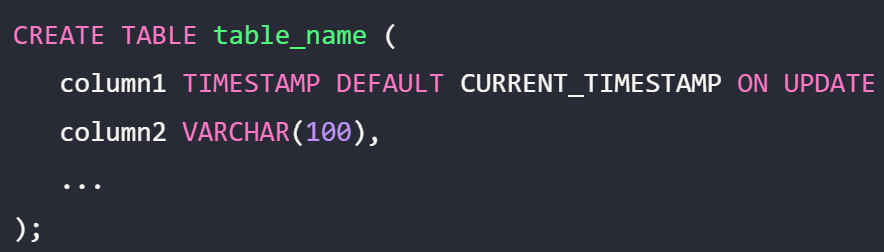 CREATE TABLE table_name (
column1 TIMESTAMP DEFAULT CURRENT_TIMESTAMP ON UPDATE
column2 VARCHAR(100),
...
);